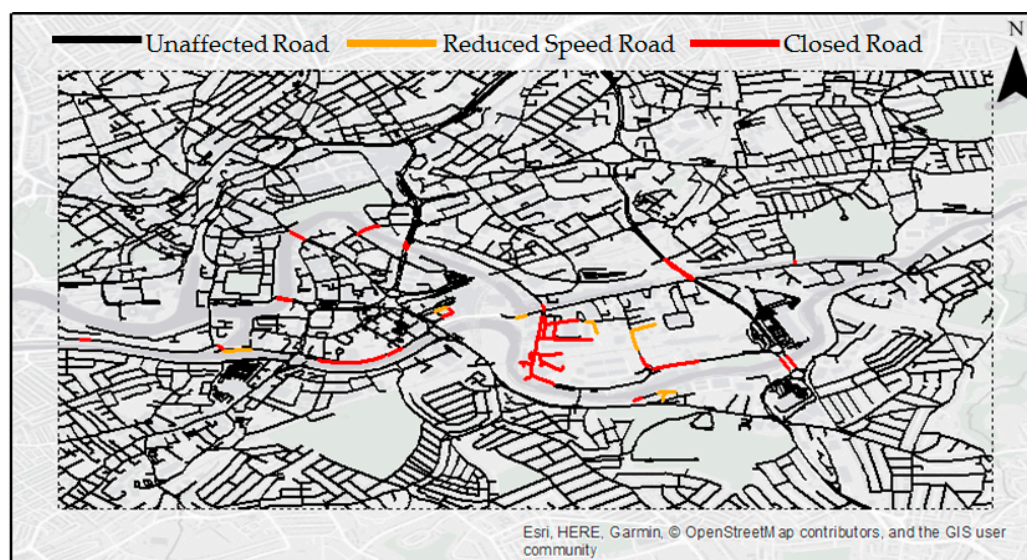 Unaffected Road Reduced Speed Road Closed Road
N
Esri, HERE, Garmin, © OpenStreetMap contributors, and the GIS user
community